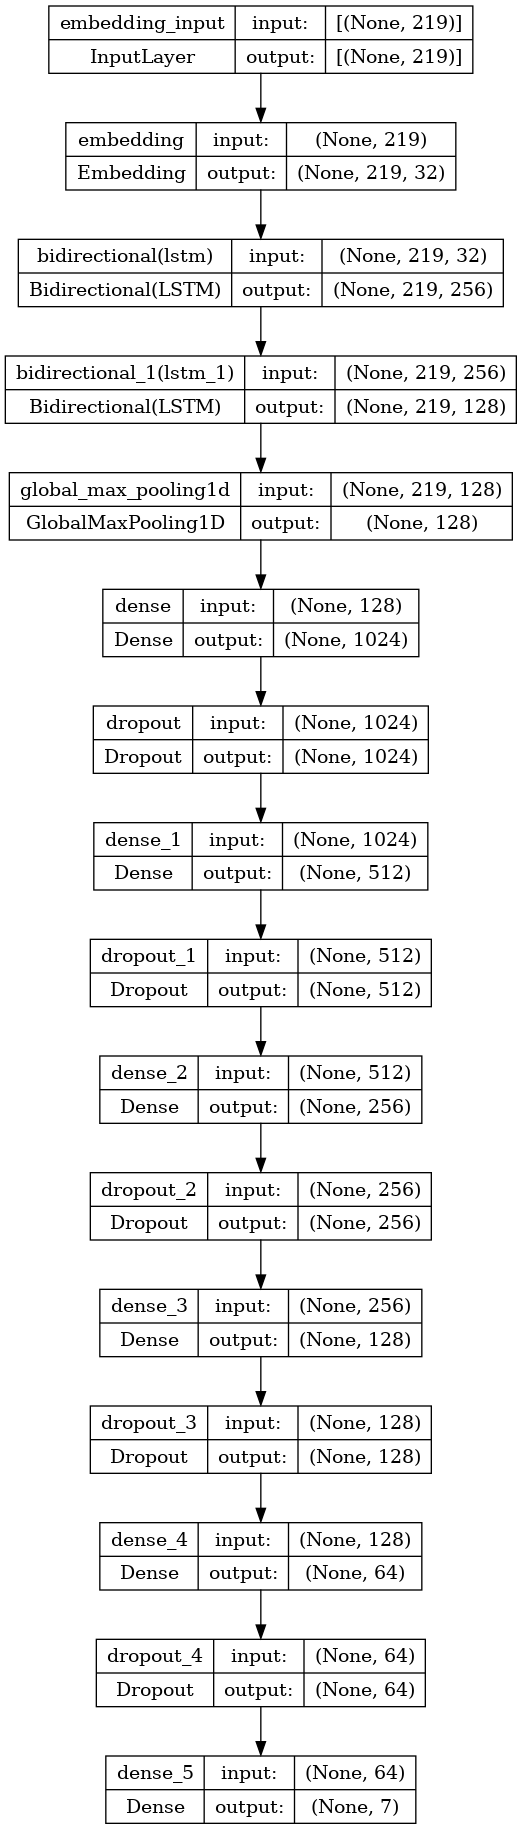 embedding_input input: [(None, 219)]
InputLayer output: [(None, 219)]
embedding input: (None, 219)
Embedding output: (None, 219, 32)
bidirectional(lstm) input: (None, 219, 32)
Bidirectional(LSTM) output: (None, 219, 256)
bidirectional_1(lstm_1) input: (None, 219, 256)
Bidirectional(LSTM) output: (None, 219, 128)
global_max_pooling1d input: (None, 219, 128)
GlobalMaxPooling1D output: (None, 128)
dense input: (None, 128)
Dense output: (None, 1024)
dropout input: (None, 1024)
Dropout output: (None, 1024)
dense_1 input: (None, 1024)
Dense output: (None, 512)
dropout_1 input: (None, 512)
Dropout output: (None, 512)
dense_2 input: (None, 512)
Dense output: (None, 256)
dropout_2 input: (None, 256)
Dropout output: (None, 256)
dense_3 input: (None, 256)
Dense output: (None, 128)
dropout_3 input: (None, 128)
Dropout output: (None, 128)
dense_4 input: (None, 128)
Dense output: (None, 64)
dropout_4 input: (None, 64)
Dropout output: (None, 64)
dense_5 input: (None, 64)
Dense output: (None, 7)